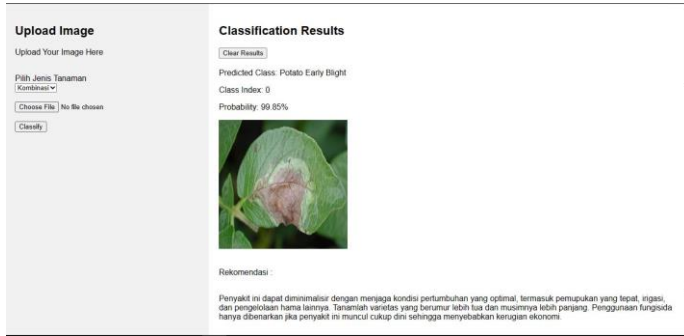 Upload Image
Upload Your Image Here
Pilih Jenis Tanaman
Kombinasi
Choose File No file chosen
Classify
Classification Results
Clear Results
Predicted Class: Potato Early Blight
Class Index: 0
Probability: 99.85%
Rekomendasi :
Penyakit ini dapat diminimalisir dengan menjaga kondisi pertumbuhan yang optimal, termasuk pemupukan yang tepat, irigasi,
dan pengelolaan hama lainnya. Tanamlah varietas yang berumur lebih tua dan musimnya lebih panjang. Penggunaan fungisida
hanya dibenarkan jika penyakit ini muncul cukup dini sehingga menyebabkan kerugian ekonomi.